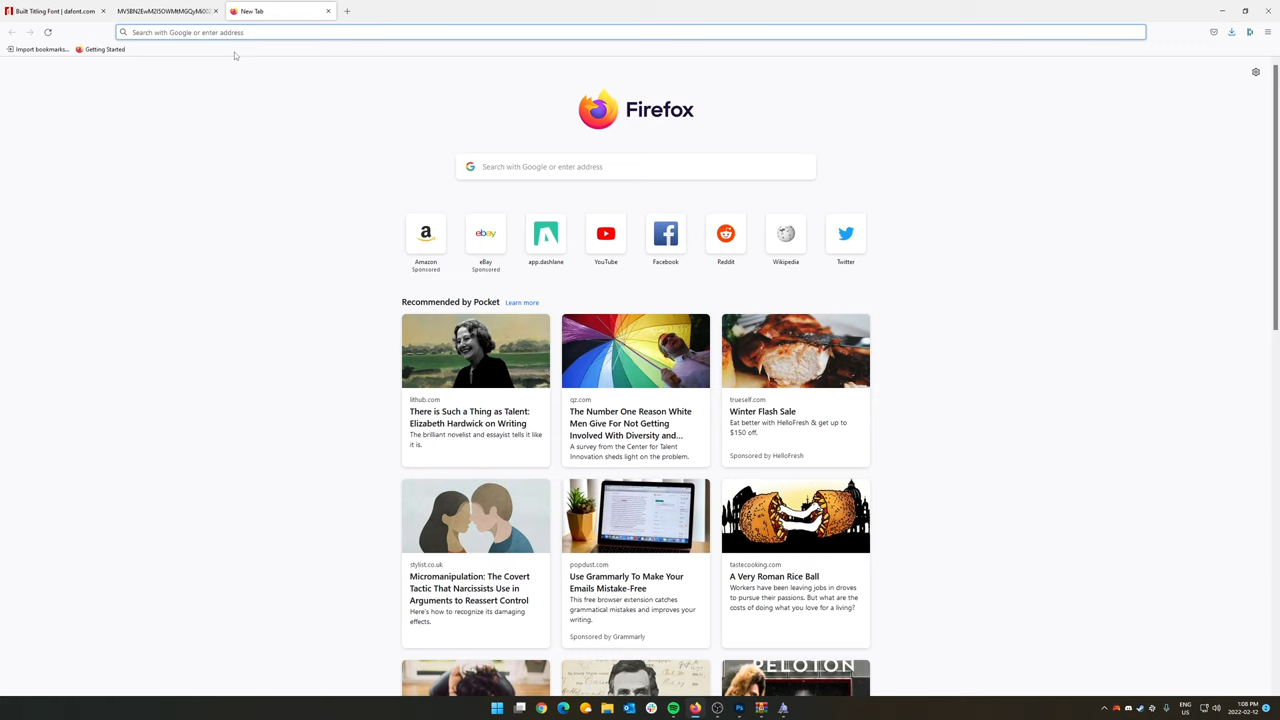 Built Titling Font | dafont.com
New Tab
Search with Google or enter address
Import bookmarks...
Getting Started
Firefox
Search with Google or enter address
a
ebay
Amazon
Sponsored
eBay
Sponsored
app.dashlane
YouTube
Facebook
Reddit
Wikipedia
Twitter
Recommended by Pocket
Learn more
lithub.com
There is Such a Thing as Talent:
Elizabeth Hardwick on Writing
The brilliant novelist and essayist tells it like
it is.
qz.com
The Number One Reason White
Men Give For Not Getting
Involved With Diversity and...
A survey from the Center for Talent
Innovation sheds light on the problem.
trueself.com
Winter Flash Sale
Eat better with HelloFresh & get up to
$150 off.
Sponsored by HelloFresh
stylist.co.uk
Micromanipulation: The Covert
Tactic That Narcissists Use in
Arguments to Reassert Control
Here's how to recognize its damaging
effects.
popdust.com
Use Grammarly To Make Your
Emails Mistake-Free
This free browser extension catches
grammatical mistakes and improves your
writing.
Sponsored by Grammarly
tastecooking.com
A Very Roman Rice Ball
Workers have been leaving jobs in droves
to pursue their passions. But what are the
costs of doing what you love for a living?
PELOTON
ENG
US
1:08 PM
2022-02-12
2